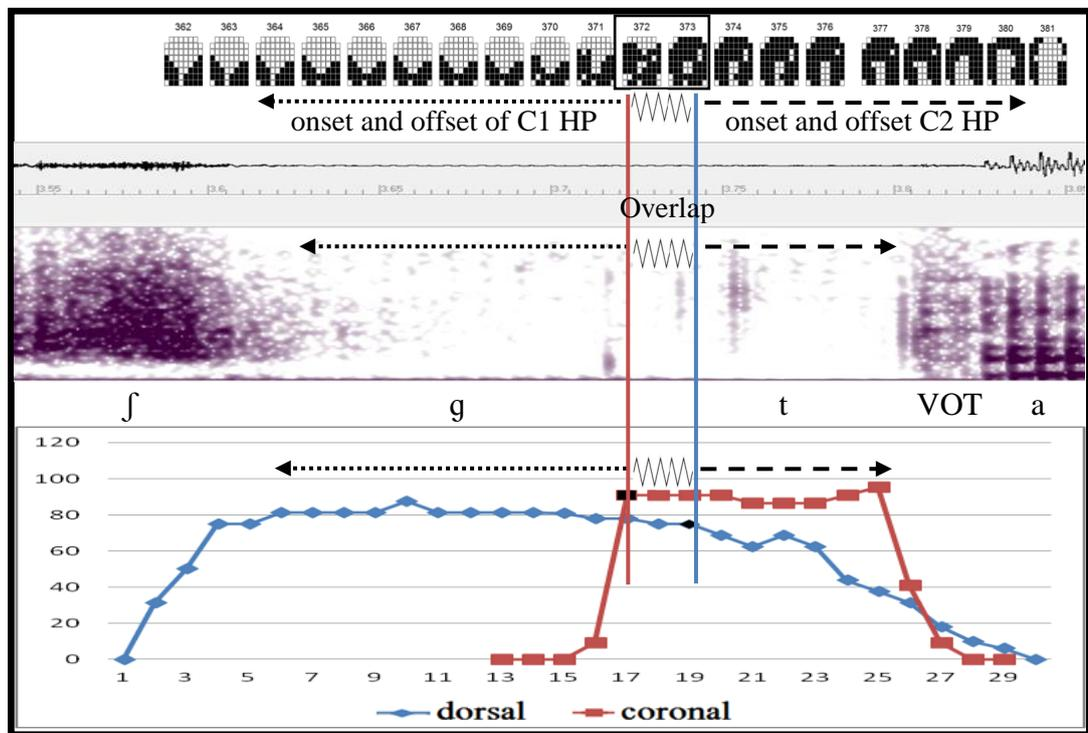 362 363 364 365 366 367 368 369 370 371 372 373 374 375 376 377 378 379 380 381
onset and offset of C1 HP onset and offset C2 HP
3.55 3.6 3.65 3.7 3.75 3.8
Overlap
ʃ ɡ t VOT a
120
100
80
60
40
20
0
1 3 5 7 9 11 13 15 17 19 21 23 25 27 29
dorsal coronal